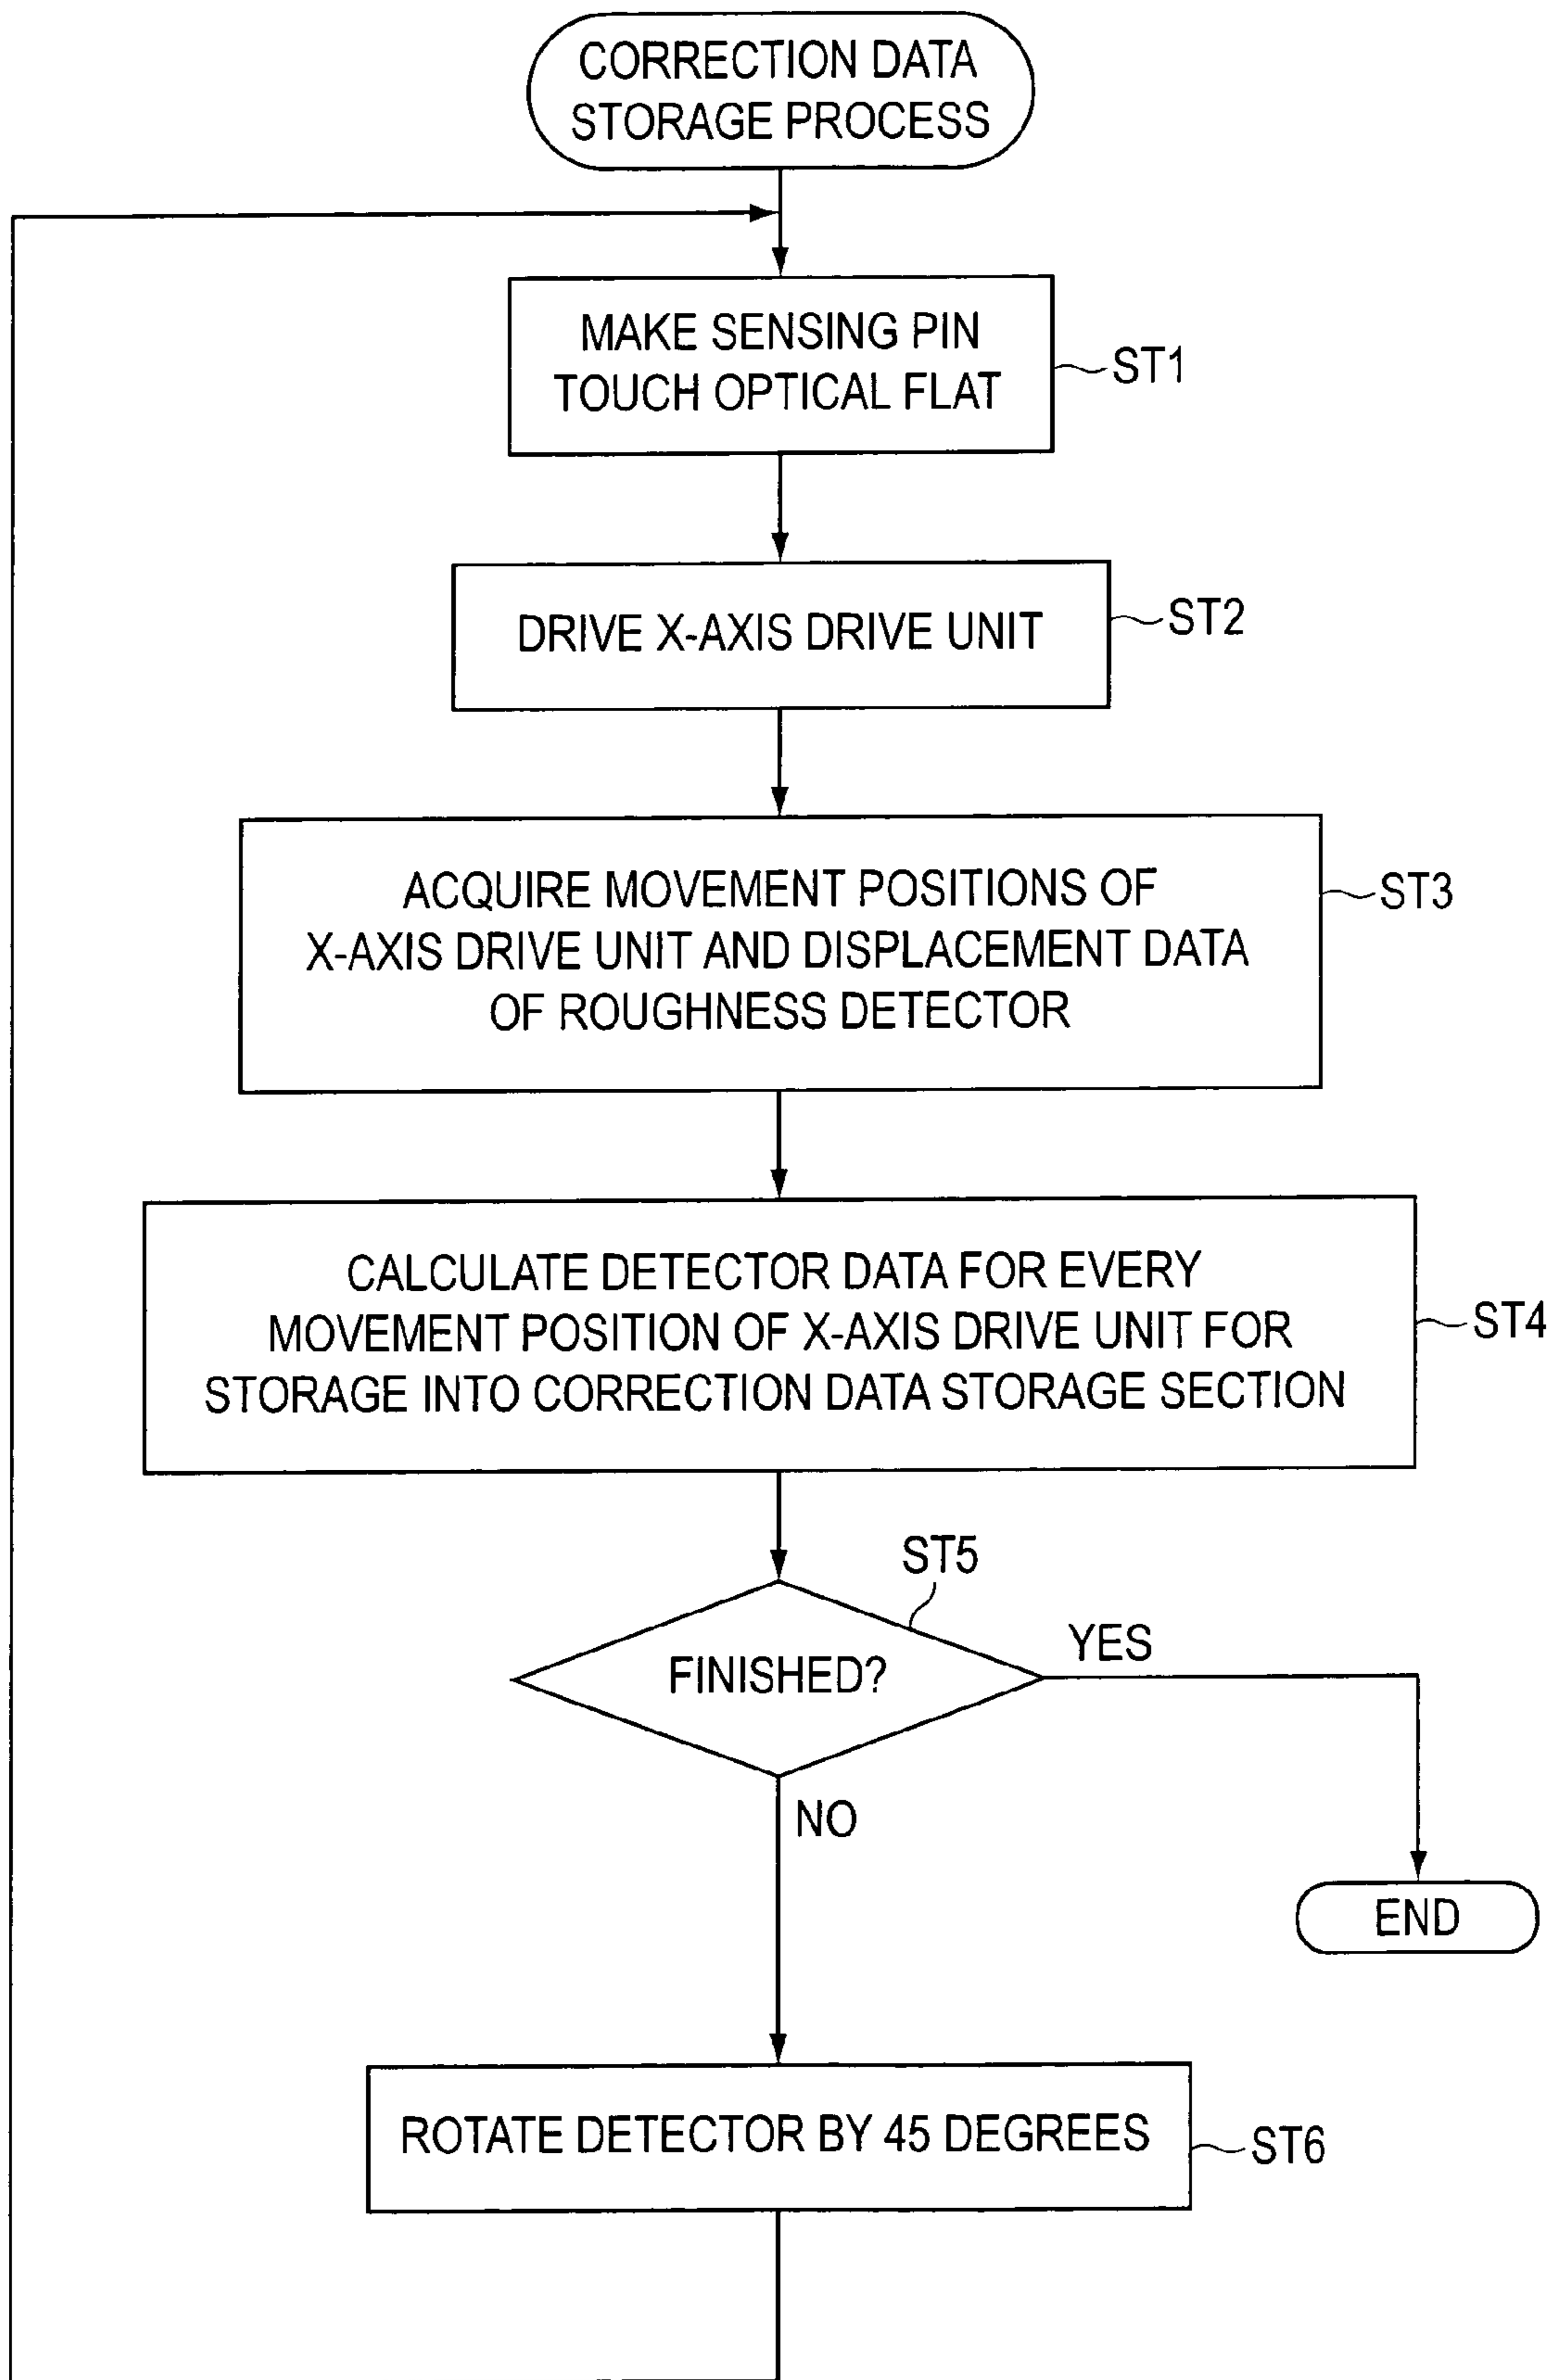 CORRECTION DATA
STORAGE PROCESS
MAKE SENSING PIN
TOUCH OPTICAL FLAT
ST1
DRIVE X-AXIS DRIVE UNIT
ST2
ACQUIRE MOVEMENT POSITIONS OF
X-AXIS DRIVE UNIT AND DISPLACEMENT DATA
OF ROUGHNESS DETECTOR
ST3
CALCULATE DETECTOR DATA FOR EVERY
MOVEMENT POSITION OF X-AXIS DRIVE UNIT FOR
STORAGE INTO CORRECTION DATA STORAGE SECTION
ST4
ST5
FINISHED?
YES
NO
END
ROTATE DETECTOR BY 45 DEGREES
ST6